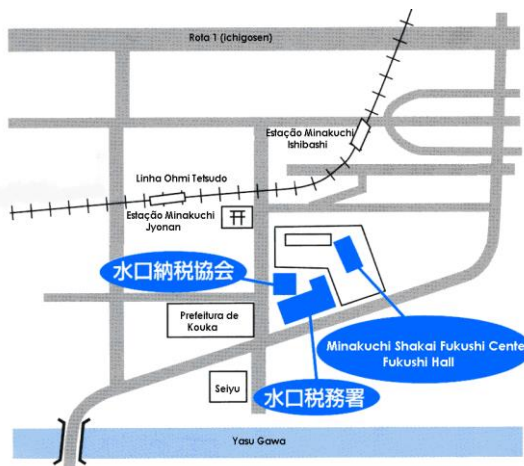 Rota 1 (ichigosen)
Estação Minakuchi
Ishibashi
Linha Ohmi Tetsudo
Estação Minakuchi
Jyonan
水口納税協会
Prefeitura de
Kouka
Minakuchi Shakai Fukushi Cente
Fukushi Hall
Seiyu
水口税務署
Yasu Gawa